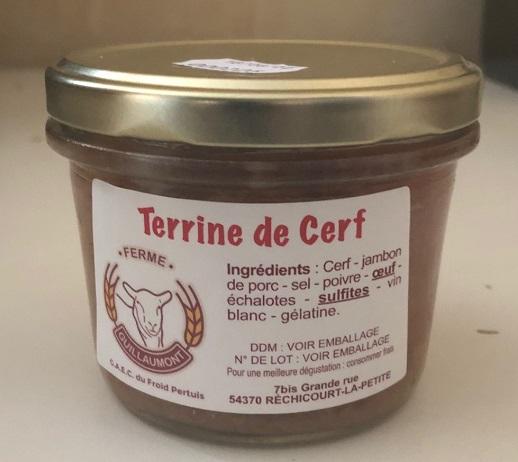 Terrine de Cerf
FERME
GUILLAUMONT
G.A.E.C. du Froid Pertuis
Ingrédients : Cerf - jambon
de porc - sel - poivre - œuf -
échalotes - sulfites - vin
blanc - gélatine.
DDM : VOIR EMBALLAGE
N° DE LOT : VOIR EMBALLAGE
Pour une meilleure dégustation : consommer frais
7bis Grande rue
54370 RÉCHICOURT-LA-PETITE